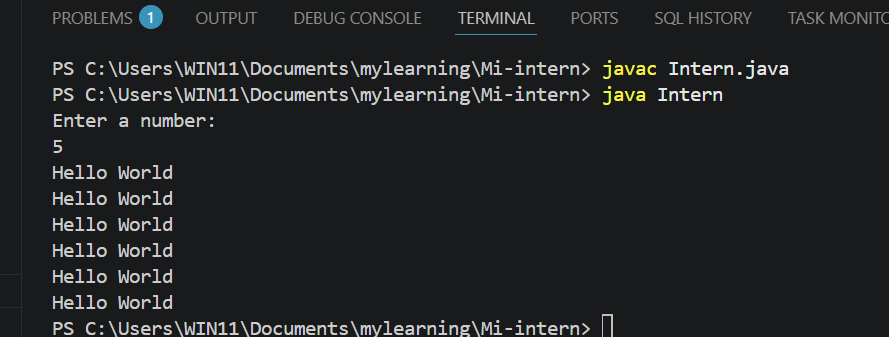 PROBLEMS 1 OUTPUT DEBUG CONSOLE TERMINAL PORTS SQL HISTORY TASK MONITO
PS C:\Users\WIN11\Documents\mylearning\Mi-intern> javac Intern.java
PS C:\Users\WIN11\Documents\mylearning\Mi-intern> java Intern
Enter a number:
5
Hello World
Hello World
Hello World
Hello World
Hello World
Hello World
PS C:\Users\WIN11\Documents\mylearning\Mi-intern>